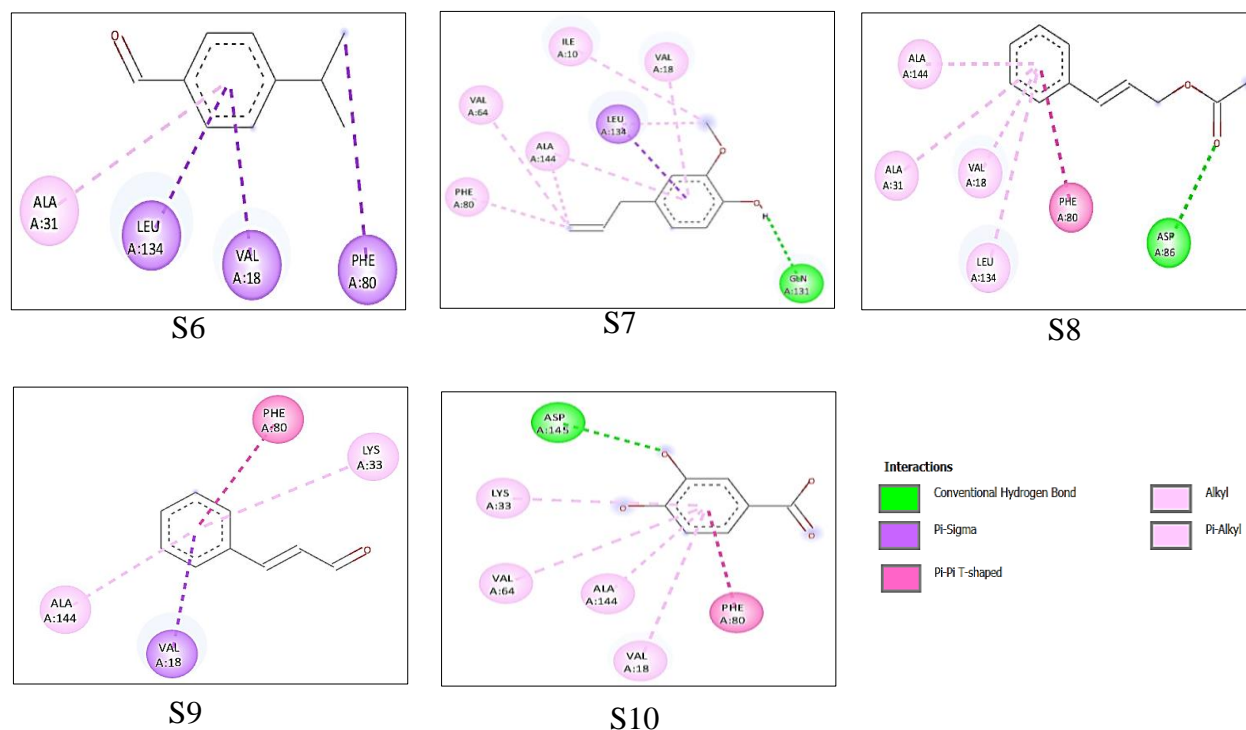 O
ALA
A:31
LEU
A:134
VAL
A:18
PHE
A:80
S6
ILE
A:10
VAL
A:18
VAL
A:64
LEU
A:134
ALA
A:144
PHE
A:80
O
O
H
GLN
A:131
S7
ALA
A:144
O
O
ALA
A:31
VAL
A:18
PHE
A:80
ASP
A:86
LEU
A:134
S8
PHE
A:80
LYS
A:33
O
ALA
A:144
VAL
A:18
S9
ASP
A:145
LYS
A:33
O
O
O
O
VAL
A:64
ALA
A:144
PHE
A:80
VAL
A:18
S10
Interactions
Conventional Hydrogen Bond
Pi-Sigma
Pi-Pi T-shaped
Alkyl
Pi-Alkyl